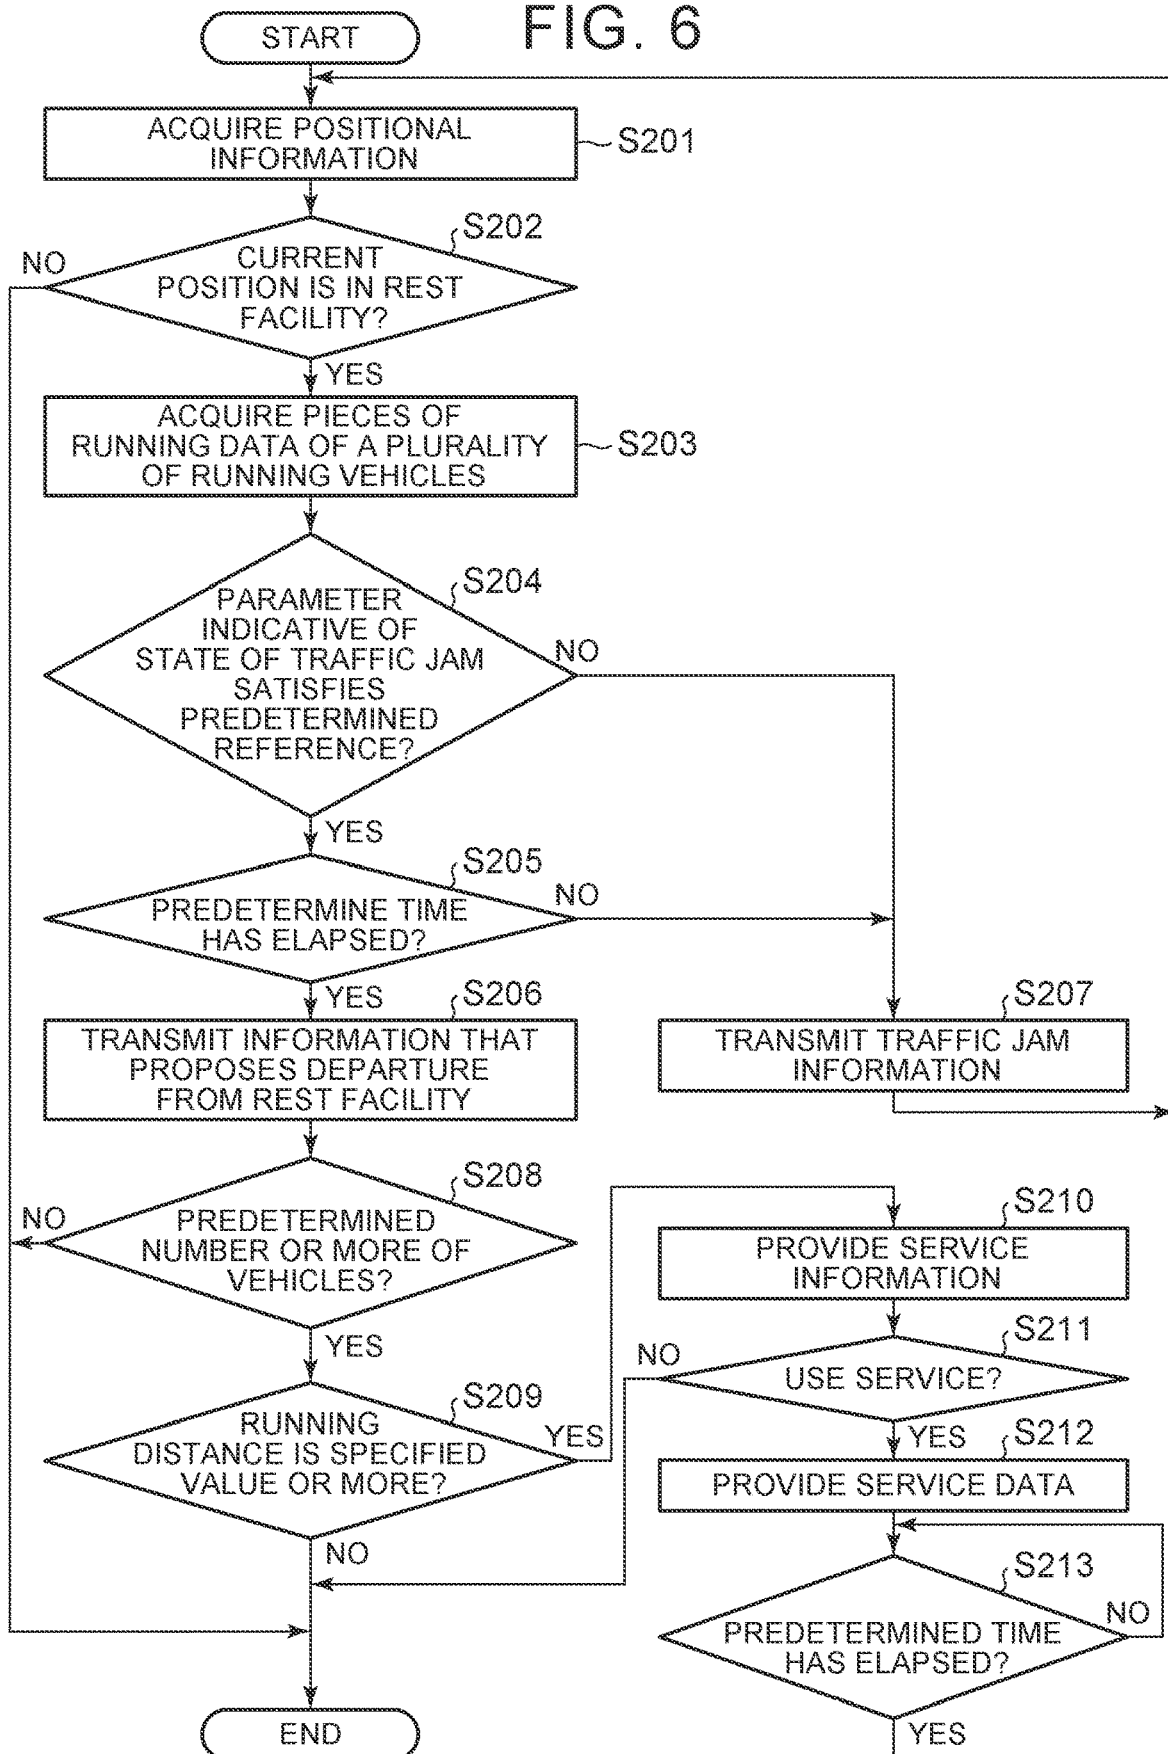 FIG. 6
START
ACQUIRE POSITIONAL
INFORMATION
S201
S202
CURRENT
POSITION IS IN REST
FACILITY?
NO
YES
ACQUIRE PIECES OF
RUNNING DATA OF A PLURALITY
OF RUNNING VEHICLES
S203
S204
PARAMETER
INDICATIVE OF
STATE OF TRAFFIC JAM
SATISFIES
PREDETERMINED
REFERENCE?
NO
YES
S205
PREDETERMINE TIME
HAS ELAPSED?
NO
YES
S206
TRANSMIT INFORMATION THAT
PROPOSES DEPARTURE
FROM REST FACILITY
S207
TRANSMIT TRAFFIC JAM
INFORMATION
S208
PREDETERMINED
NUMBER OR MORE OF
VEHICLES?
NO
YES
S209
RUNNING
DISTANCE IS SPECIFIED
VALUE OR MORE?
YES
NO
S210
PROVIDE SERVICE
INFORMATION
S211
USE SERVICE?
NO
YES
S212
PROVIDE SERVICE DATA
S213
PREDETERMINED TIME
HAS ELAPSED?
NO
YES
END